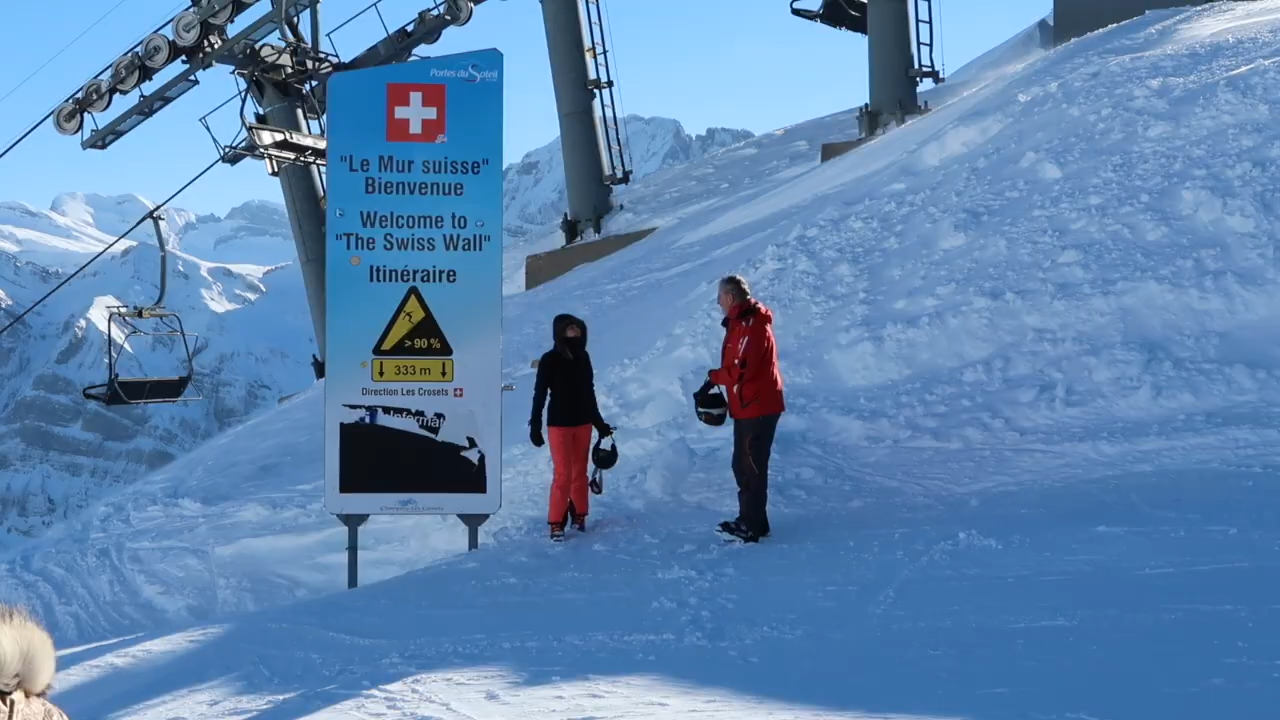 Portes du Soleil
"Le Mur suisse"
Bienvenue
Welcome to
"The Swiss Wall"
Itinéraire
> 90 %
333 m
Direction Les Crosets